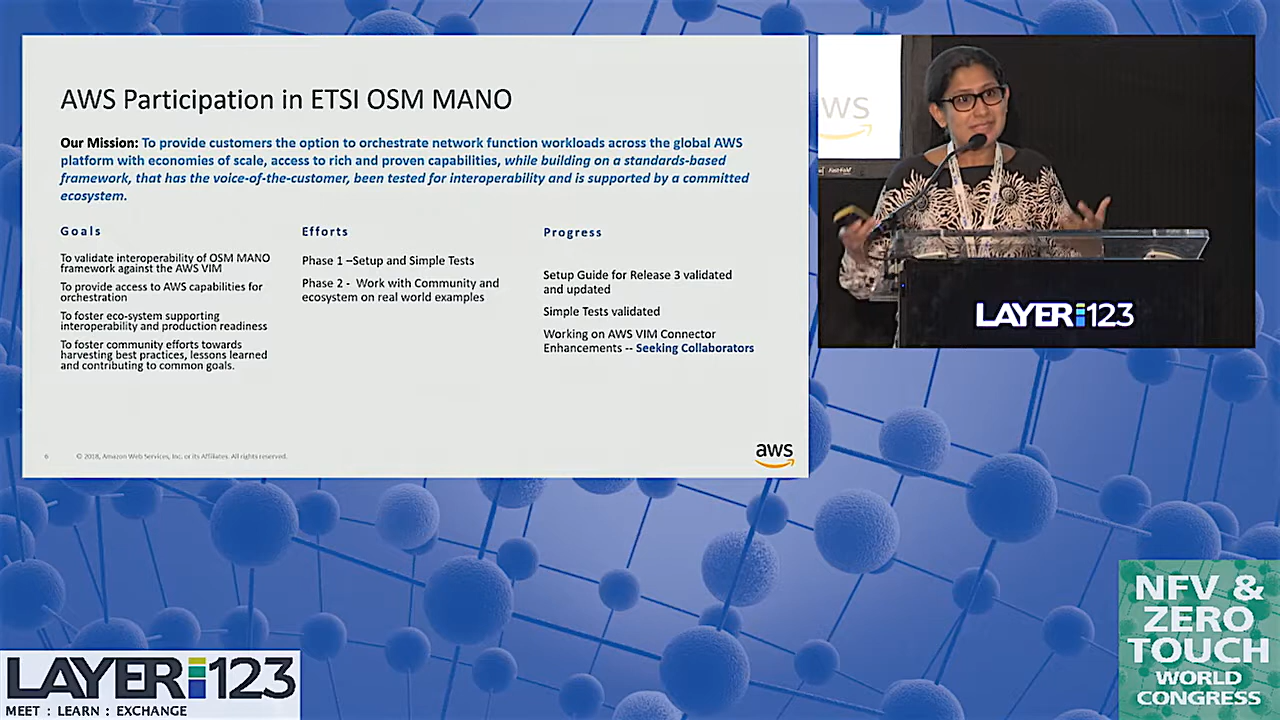 AWS Participation in ETSI OSM MANO
Our Mission: To provide customers the option to orchestrate network function workloads across the global AWS
platform with economies of scale, access to rich and proven capabilities, while building on a standards-based
framework, that has the voice-of-the-customer, been tested for interoperability and is supported by a committed
ecosystem.
Goals
To validate interoperability of OSM MANO
framework against the AWS VIM
To provide access to AWS capabilities for
orchestration
To foster eco-system supporting
interoperability and production readiness
To foster community efforts towards
harvesting best practices, lessons learned
and contributing to common goals.
Efforts
Phase 1 –Setup and Simple Tests
Phase 2 - Work with Community and
ecosystem on real world examples
Progress
Setup Guide for Release 3 validated
and updated
Simple Tests validated
Working on AWS VIM Connector
Enhancements -- Seeking Collaborators
6
© 2018, Amazon Web Services, Inc. or its Affiliates. All rights reserved.
aws
aws
LAYER123
LAYER123
MEET : LEARN : EXCHANGE
NFV &
ZERO
TOUCH
WORLD
CONGRESS